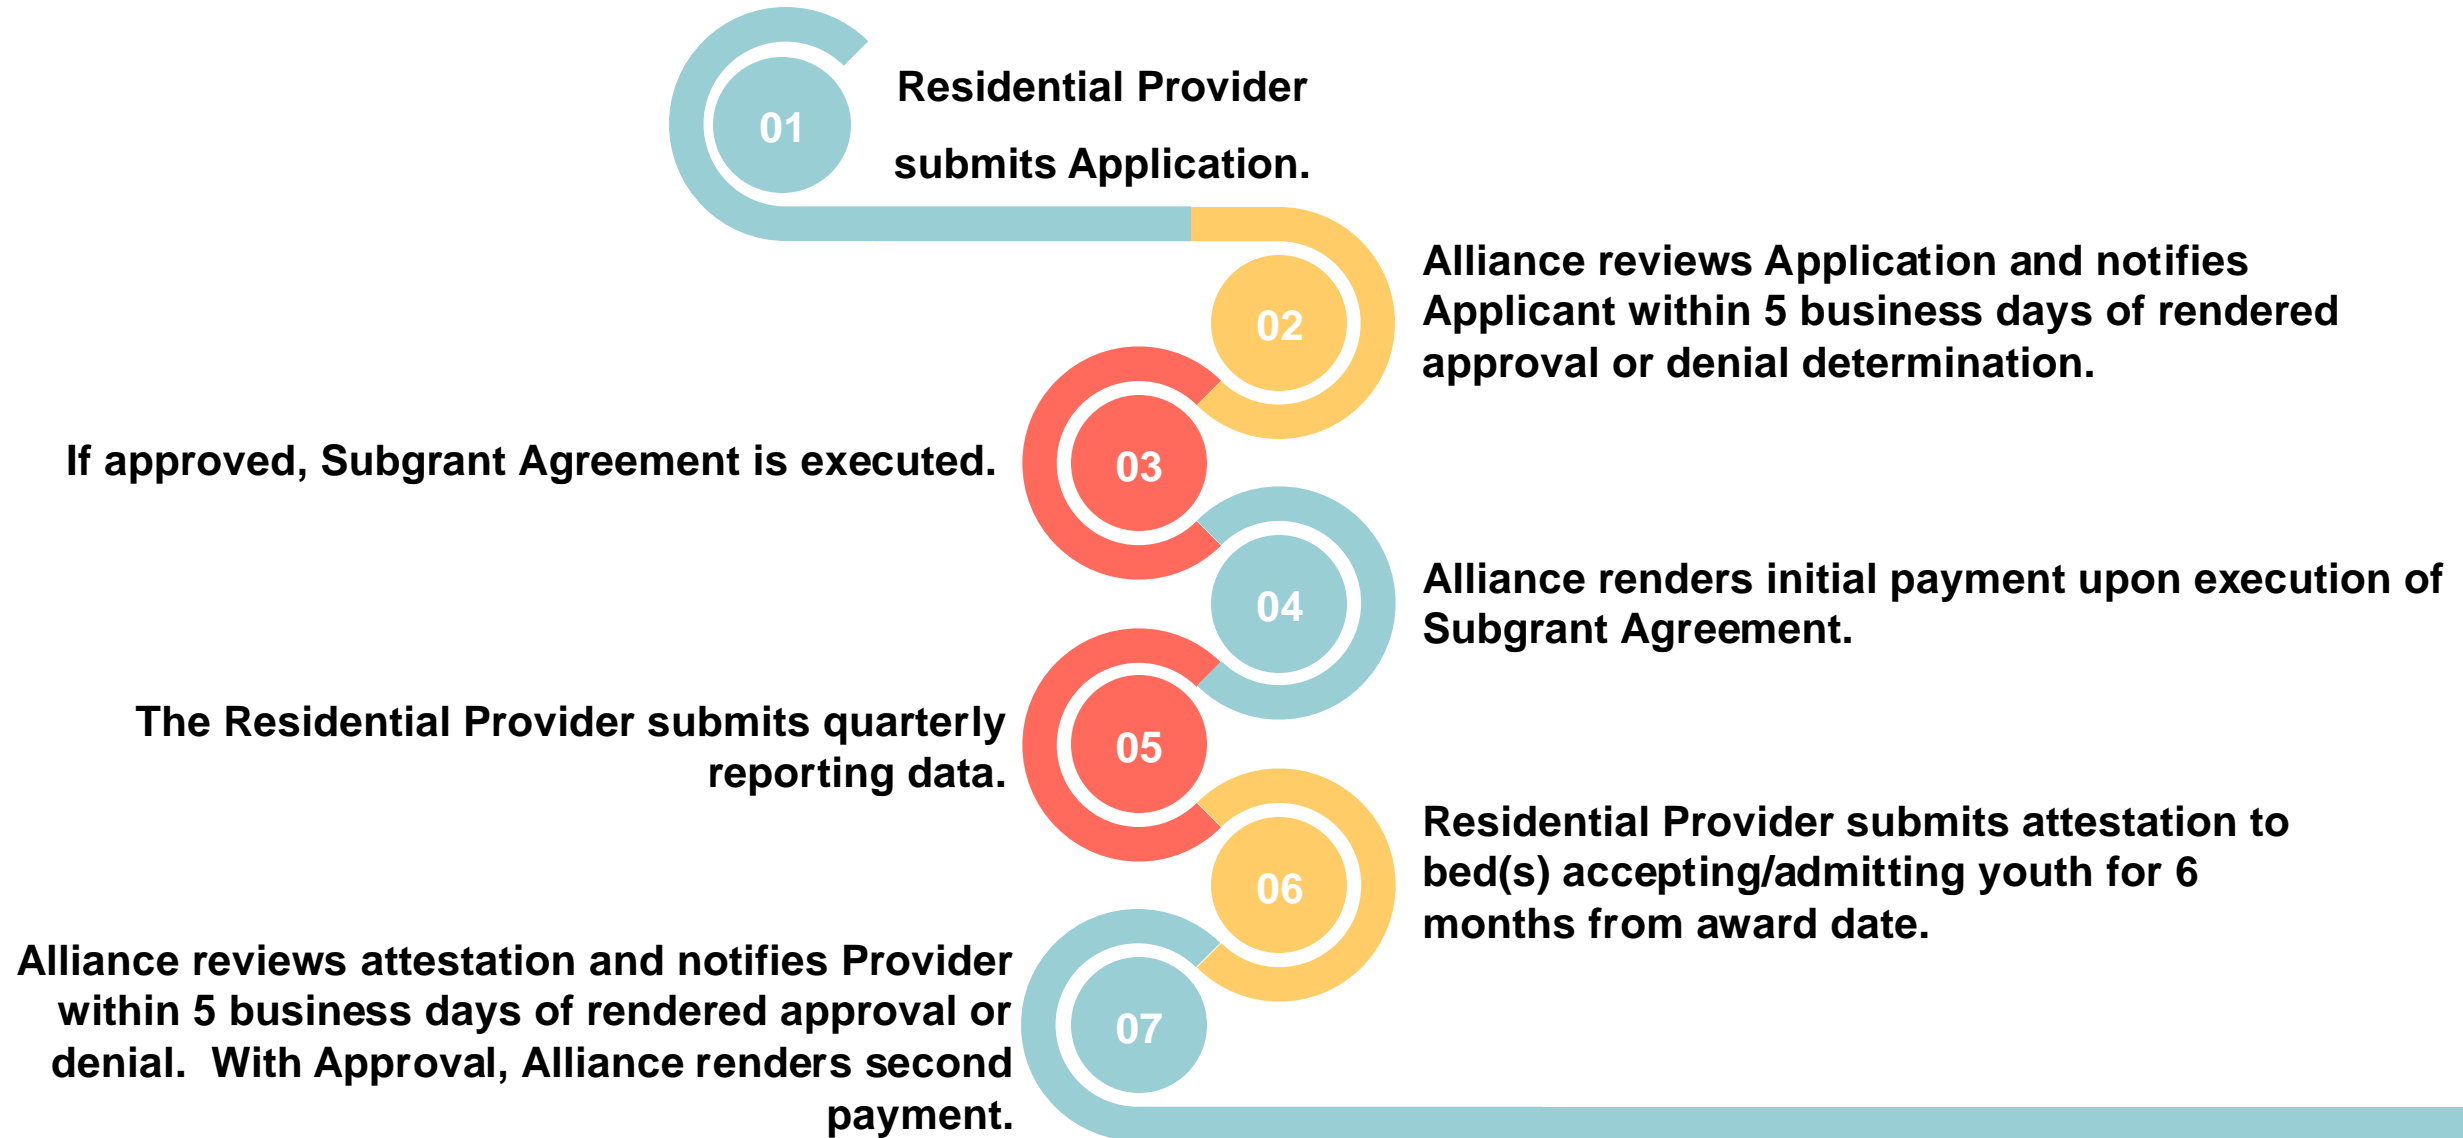 01
Residential Provider
submits Application.
02
Alliance reviews Application and notifies
Applicant within 5 business days of rendered
approval or denial determination.
03
If approved, Subgrant Agreement is executed.
04
Alliance renders initial payment upon execution of
Subgrant Agreement.
05
The Residential Provider submits quarterly
reporting data.
06
Residential Provider submits attestation to
bed(s) accepting/admitting youth for 6
months from award date.
07
Alliance reviews attestation and notifies Provider
within 5 business days of rendered approval or
denial.  With Approval, Alliance renders second
payment.